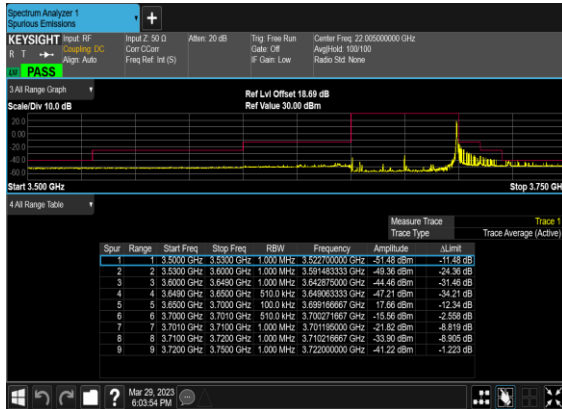 Spectrum Analyzer 1
Spurious Emissions
+
KEYSIGHT Input: RF Input Z: 50 Ω Atten: 20 dB Trig: Free Run Center Freq: 22.005000000 GHz
R T Coupling: DC Corr CCorr Gate: Off Avg|Hold: 100/100
Align: Auto Freq Ref: Int (S) IF Gain: Low Radio Std: None
PASS
3 All Range Graph Ref Lvl Offset 18.69 dB
Scale/Div 10.0 dB Ref Value 30.00 dBm
20.0
0.00
-20.0
-40.0
-60.0
Start 3.500 GHz Stop 3.750 GH
4 All Range Table
Measure Trace Trace 1
Trace Type Trace Average (Active)
Spur Range Start Freq Stop Freq RBW Frequency Amplitude ΔLimit
1 1 3.5000 GHz 3.5300 GHz 1.000 MHz 3.522700000 GHz -51.48 dBm -11.48 dB
2 2 3.5300 GHz 3.6000 GHz 1.000 MHz 3.591483333 GHz -49.36 dBm -24.36 dB
3 3 3.6000 GHz 3.6490 GHz 1.000 MHz 3.642875000 GHz -44.46 dBm -31.46 dB
4 4 3.6490 GHz 3.6500 GHz 510.0 kHz 3.649063333 GHz -47.21 dBm -34.21 dB
5 5 3.6500 GHz 3.7000 GHz 100.0 kHz 3.699166667 GHz 17.66 dBm -12.34 dB
6 6 3.7000 GHz 3.7010 GHz 510.0 kHz 3.700271667 GHz -15.56 dBm -2.558 dB
7 7 3.7010 GHz 3.7100 GHz 1.000 MHz 3.701195000 GHz -21.82 dBm -8.819 dB
8 8 3.7100 GHz 3.7200 GHz 1.000 MHz 3.710216667 GHz -33.90 dBm -8.905 dB
9 9 3.7200 GHz 3.7500 GHz 1.000 MHz 3.722000000 GHz -41.22 dBm -1.223 dB
? Mar 29, 2023
6:03:54 PM